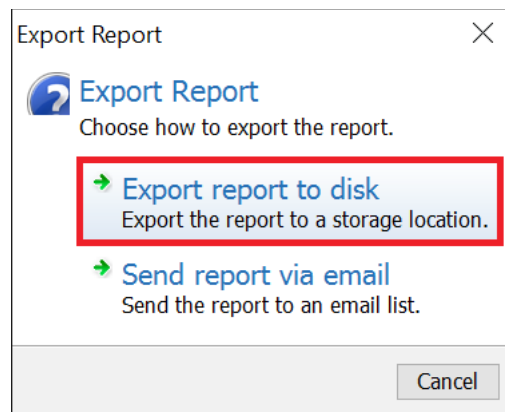 Export Report
Export Report
Choose how to export the report.
Export report to disk
Export the report to a storage location.
Send report via email
Send the report to an email list.
Cancel